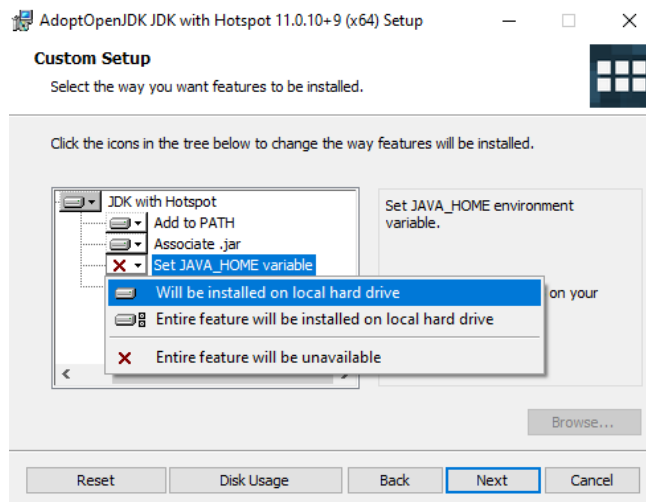 AdoptOpenJDK JDK with Hotspot 11.0.10+9 (x64) Setup
Custom Setup
Select the way you want features to be installed.
Click the icons in the tree below to change the way features will be installed.
JDK with Hotspot
Add to PATH
Associate .jar
Set JAVA_HOME variable
Set JAVA_HOME environment
variable.
Will be installed on local hard drive
Entire feature will be installed on local hard drive
Entire feature will be unavailable
on your
Browse...
Reset
Disk Usage
Back
Next
Cancel